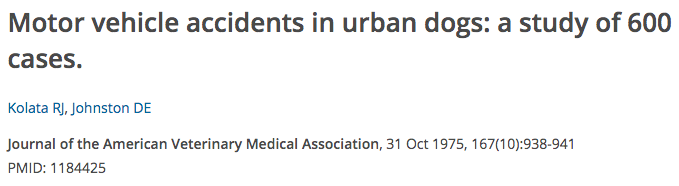 Motor vehicle accidents in urban dogs: a study of 600
cases.
Kolata RJ, Johnston DE
Journal of the American Veterinary Medical Association, 31 Oct 1975, 167(10):938-941
PMID: 1184425